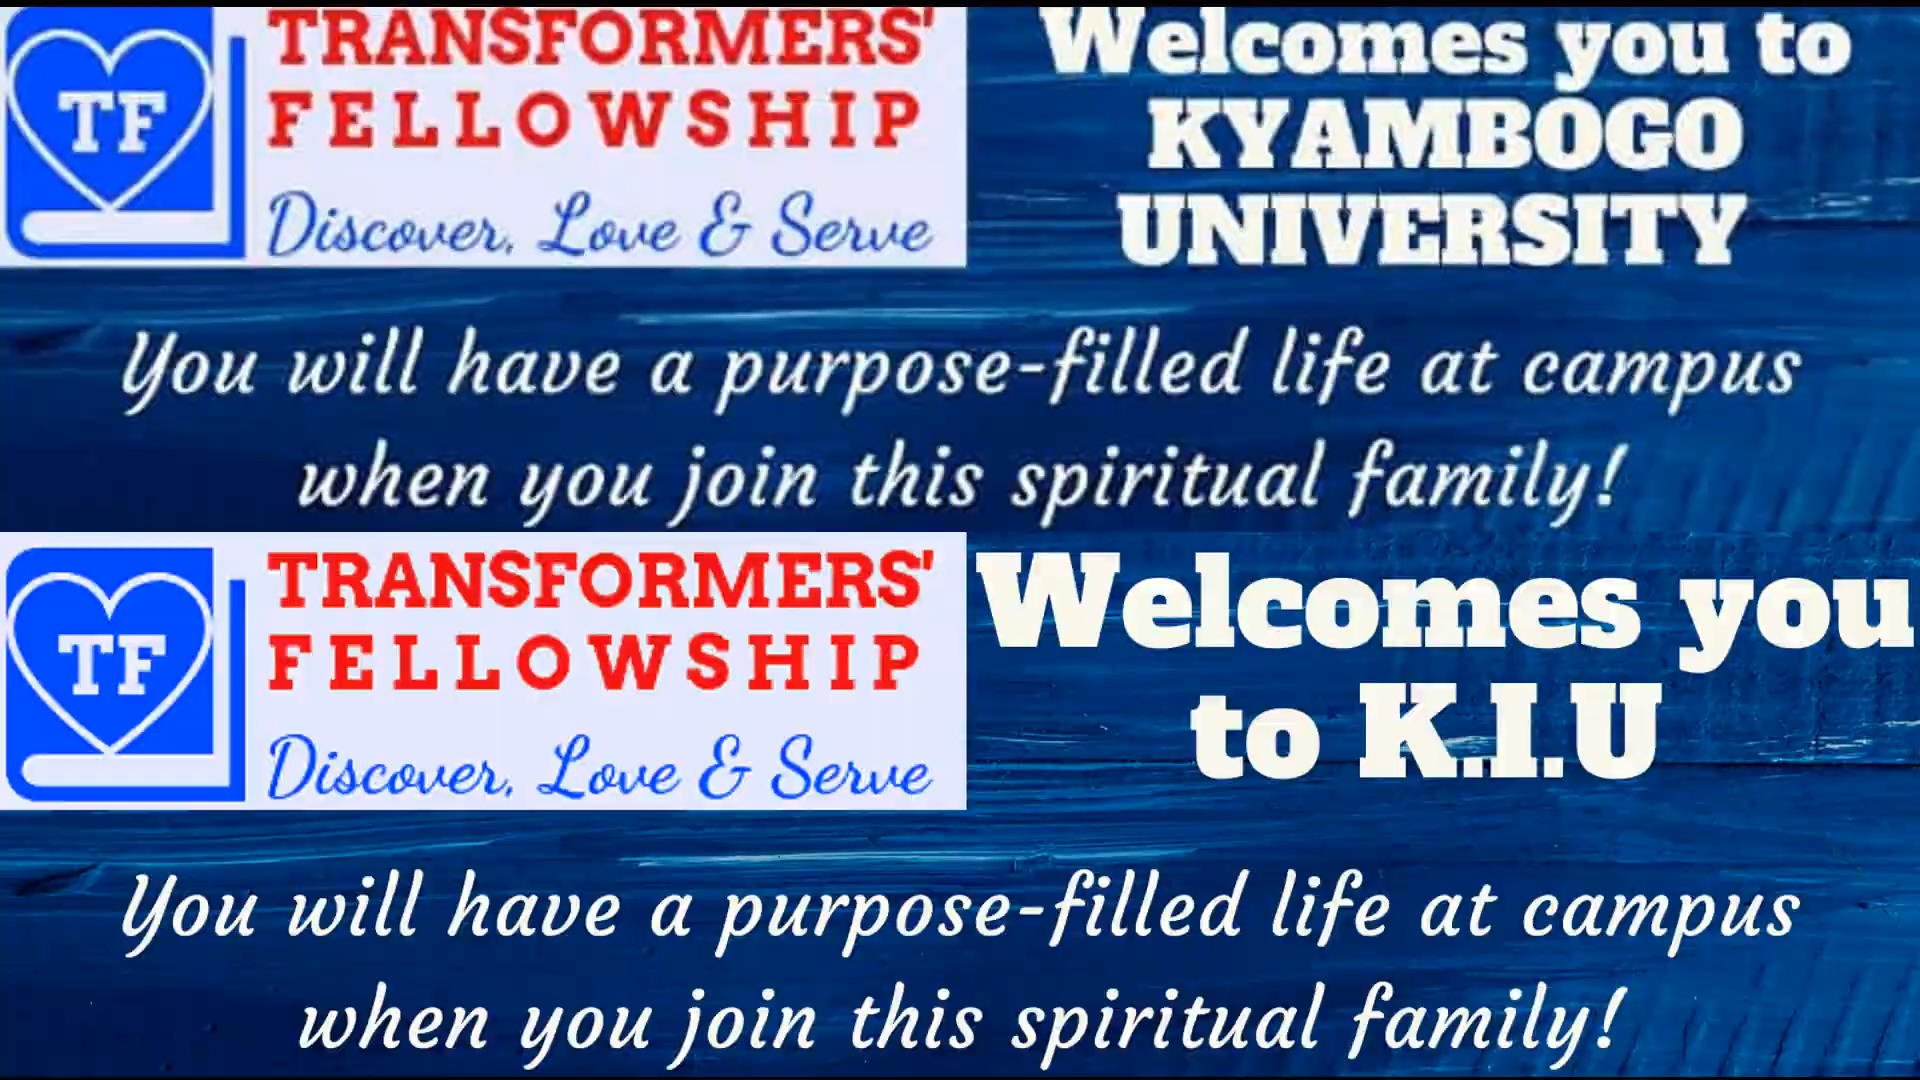 TF
TRANSFORMERS'
FELLOWSHIP
Discover, Love & Serve
Welcomes you to
KYAMBOGO
UNIVERSITY
You will have a purpose-filled life at campus
when you join this spiritual family!
TF
TRANSFORMERS'
FELLOWSHIP
Discover, Love & Serve
Welcomes you
to K.I.U
You will have a purpose-filled life at campus
when you join this spiritual family!